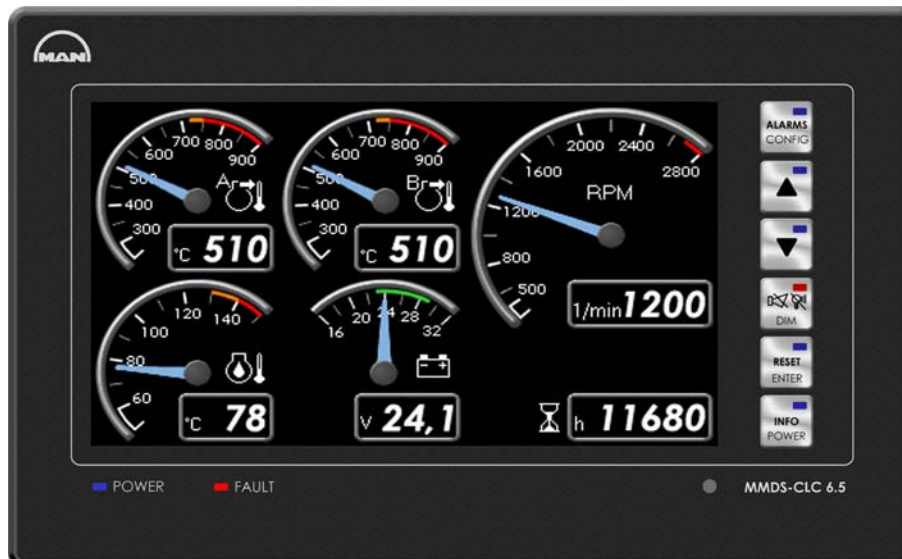 MAN
300
400
500
600
700
800
900
A
°C 510
300
400
500
600
700
800
900
B
°C 510
500
800
1200
1600
2000
2400
2800
RPM
1/min 1200
60
80
100
120
140
°C 78
16
20
24
28
32
V 24,1
h 11680
ALARMS
CONFIG
DIM
RESET
ENTER
INFO
POWER
POWER
FAULT
MMDS-CLC 6.5